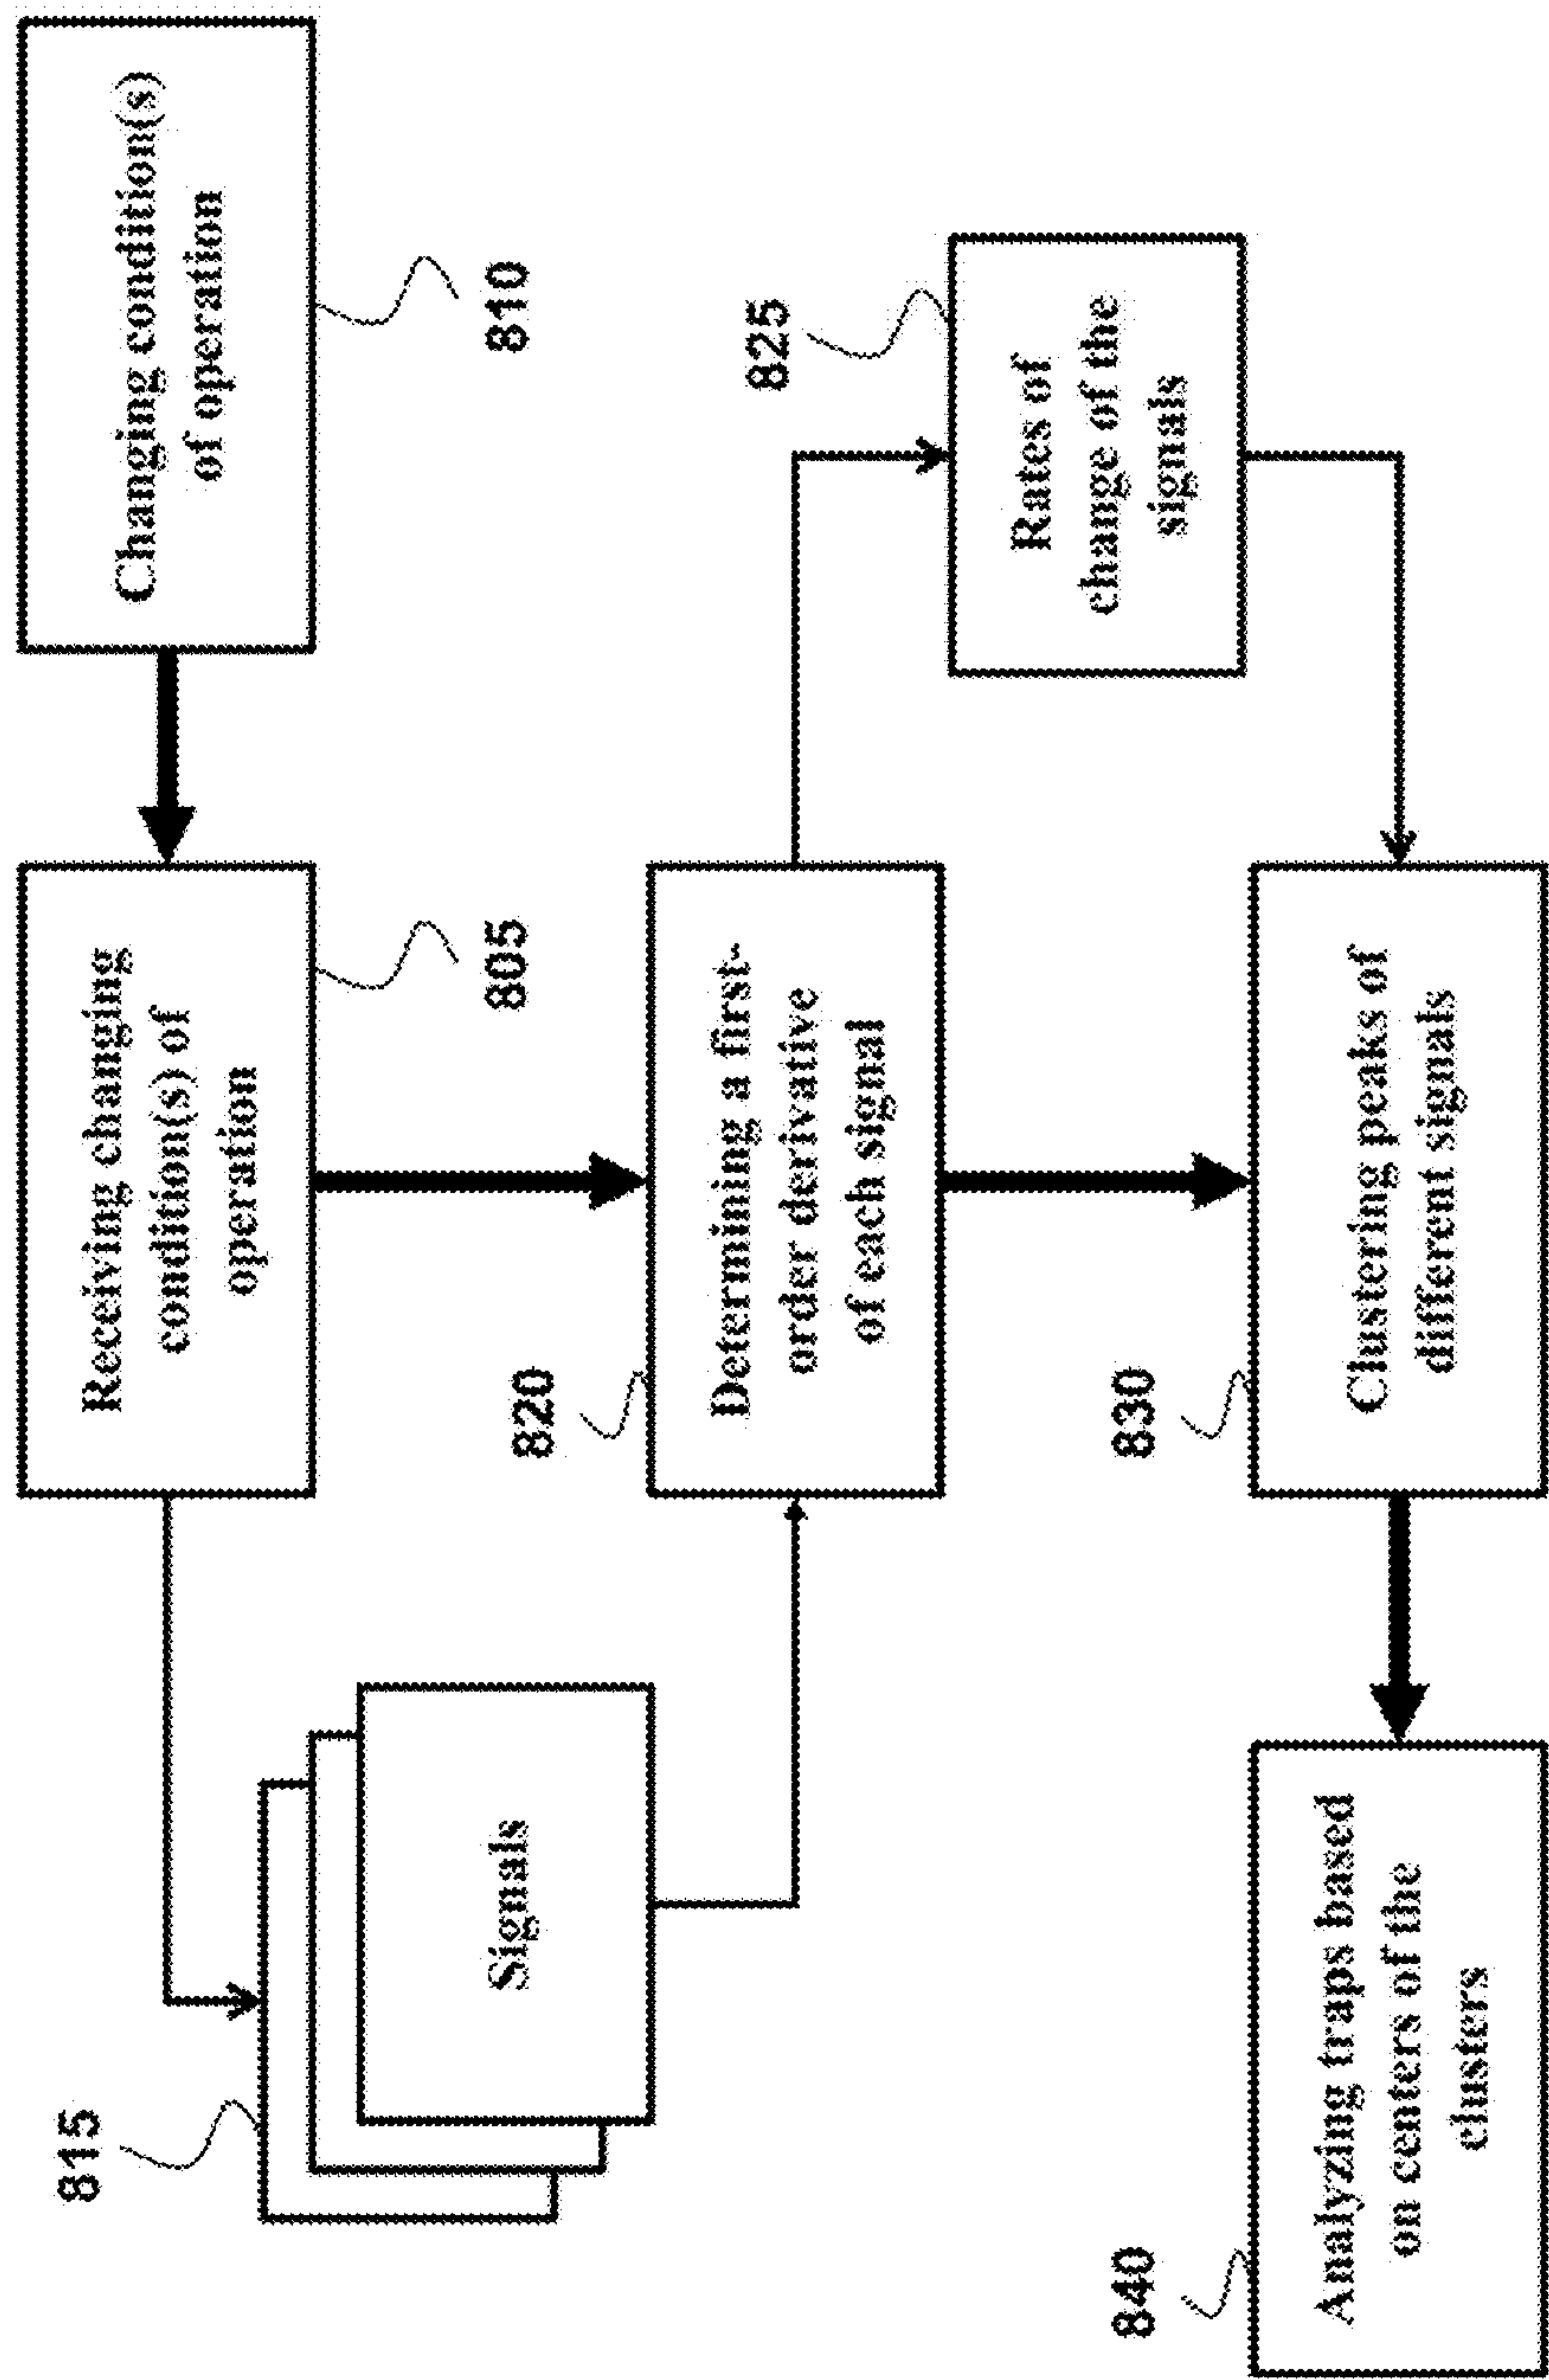 815
Signals
Receiving changing
condition(s) of
operation
805
Changing condition(s)
of operation
810
820
Determining a first-
order derivative
of each signal
825
Rates of
change of the
signals
840
Analyzing traps based
on centers of the
clusters
830
Clustering peaks of
different signals